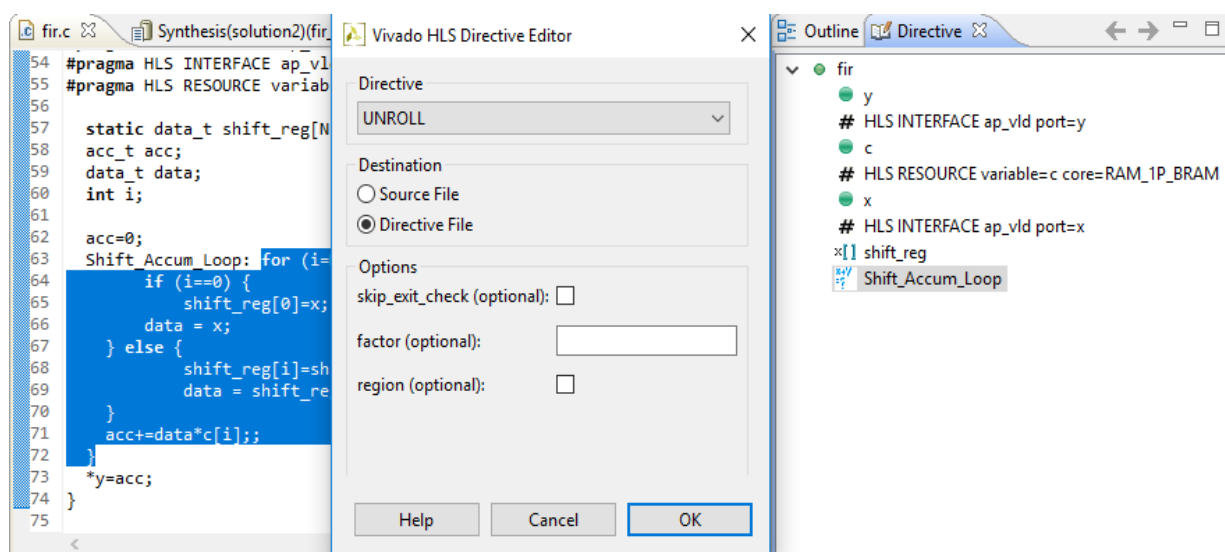 fir.c
Synthesis(solution2)(fir_
54 #pragma HLS INTERFACE ap_vl
55 #pragma HLS RESOURCE variab
56
57 static data_t shift_reg[N
58 acc_t acc;
59 data_t data;
60 int i;
61
62 acc=0;
63 Shift_Accum_Loop: for (i=
64 if (i==0) {
65 shift_reg[0]=x;
66 data = x;
67 } else {
68 shift_reg[i]=sh
69 data = shift_re
70 }
71 acc+=data*c[i];;
72 }
73 *y=acc;
74 }
75
Vivado HLS Directive Editor
Directive
UNROLL
Destination
Source File
Directive File
Options
skip_exit_check (optional):
factor (optional):
region (optional):
Help Cancel OK
Outline Directive
fir
y
# HLS INTERFACE ap_vld port=y
c
# HLS RESOURCE variable=c core=RAM_1P_BRAM
x
# HLS INTERFACE ap_vld port=x
x[] shift_reg
Shift_Accum_Loop